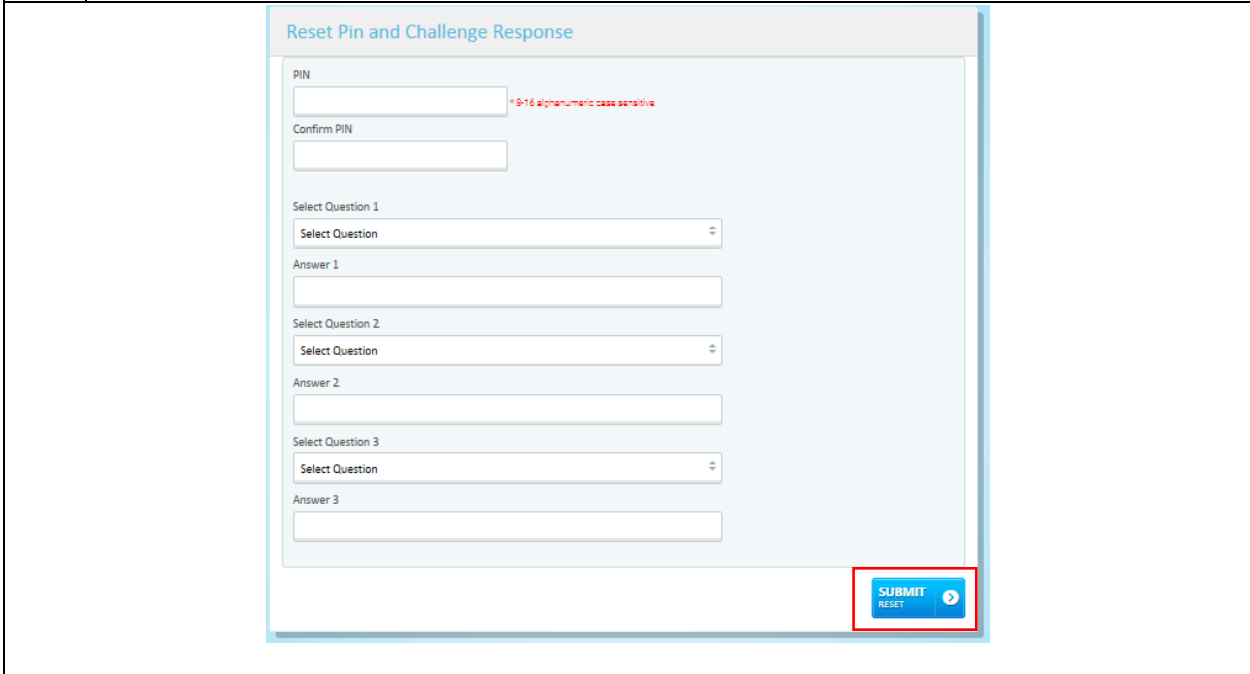 Reset Pin and Challenge Response
PIN
* 9-16 alphanumeric case sensitive
Confirm PIN
Select Question 1
Select Question
Answer 1
Select Question 2
Select Question
Answer 2
Select Question 3
Select Question
Answer 3
SUBMIT
RESET